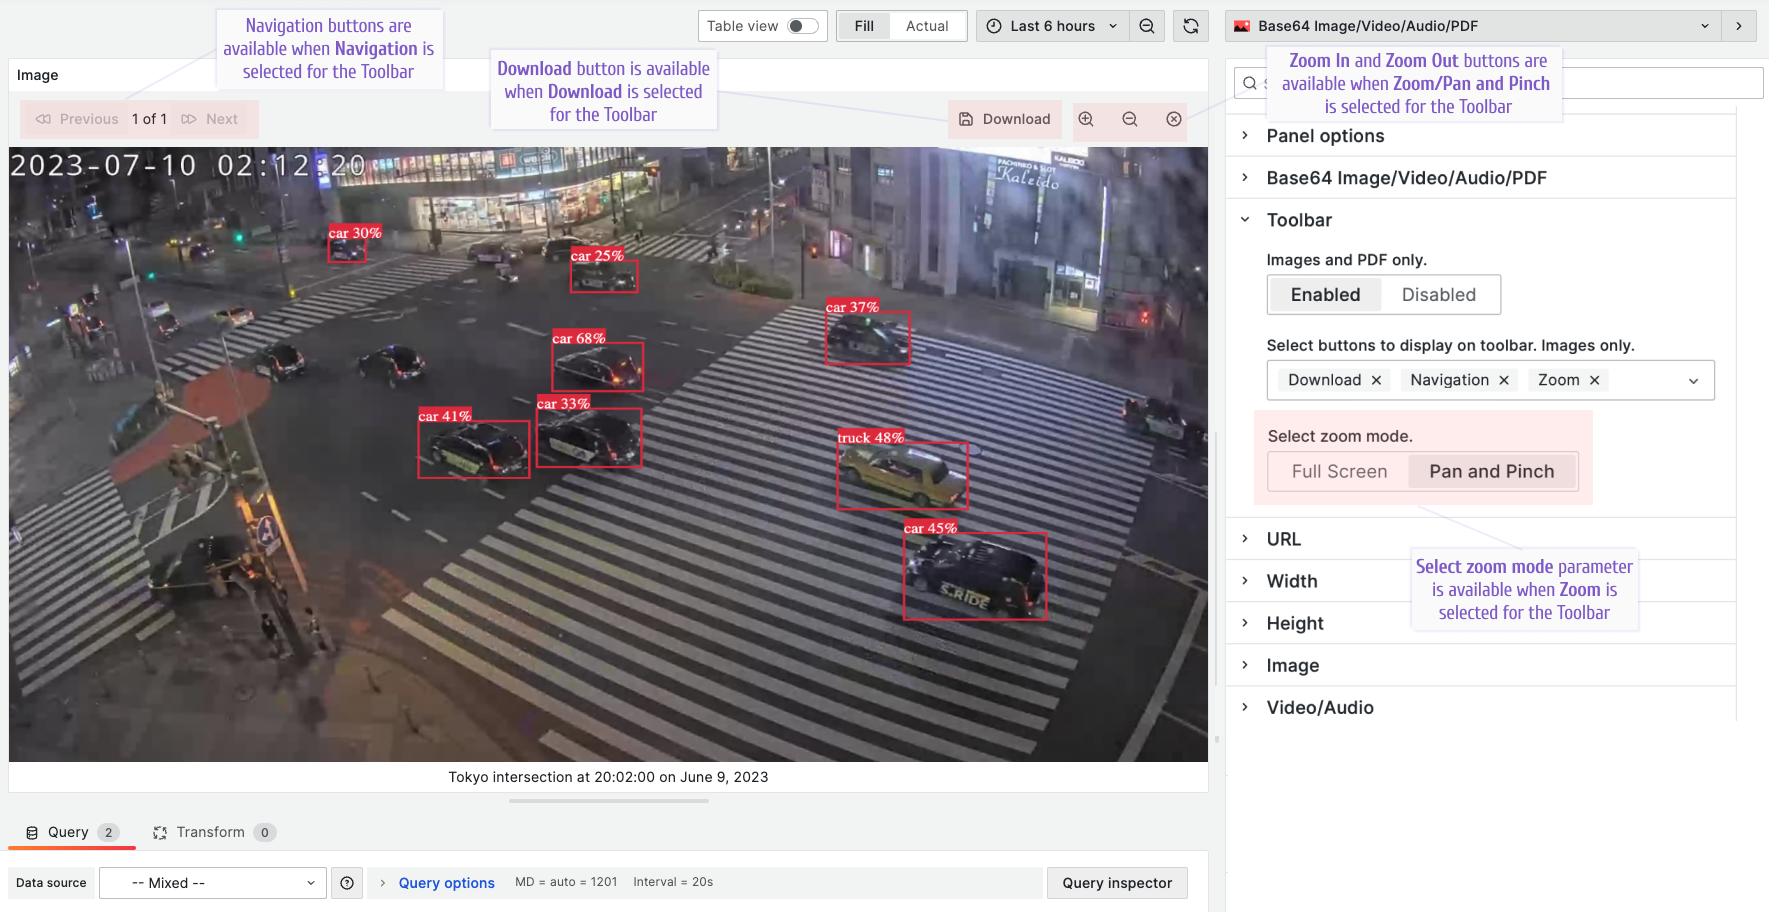 Navigation buttons are
available when Navigation is
selected for the Toolbar
Table view
Fill
Actual
Last 6 hours
Base64 Image/Video/Audio/PDF
Image
Download button is available
when Download is selected
for the Toolbar
Zoom In and Zoom Out buttons are
available when Zoom/Pan and Pinch
is selected for the Toolbar
Previous
1 of 1
Next
Download
2023-07-10 02:12:20
PACHINKO & SLOT
KALEIDO
Kaleido
car 30%
car 25%
car 37%
car 68%
car 33%
car 41%
truck 48%
car 45%
S.RIDE
Tokyo intersection at 20:02:00 on June 9, 2023
Panel options
Base64 Image/Video/Audio/PDF
Toolbar
Images and PDF only.
Enabled
Disabled
Select buttons to display on toolbar. Images only.
Download
Navigation
Zoom
Select zoom mode.
Full Screen
Pan and Pinch
URL
Select zoom mode parameter
is available when Zoom is
selected for the Toolbar
Width
Height
Image
Video/Audio
Query 2
Transform 0
Data source
-- Mixed --
Query options
MD = auto = 1201
Interval = 20s
Query inspector